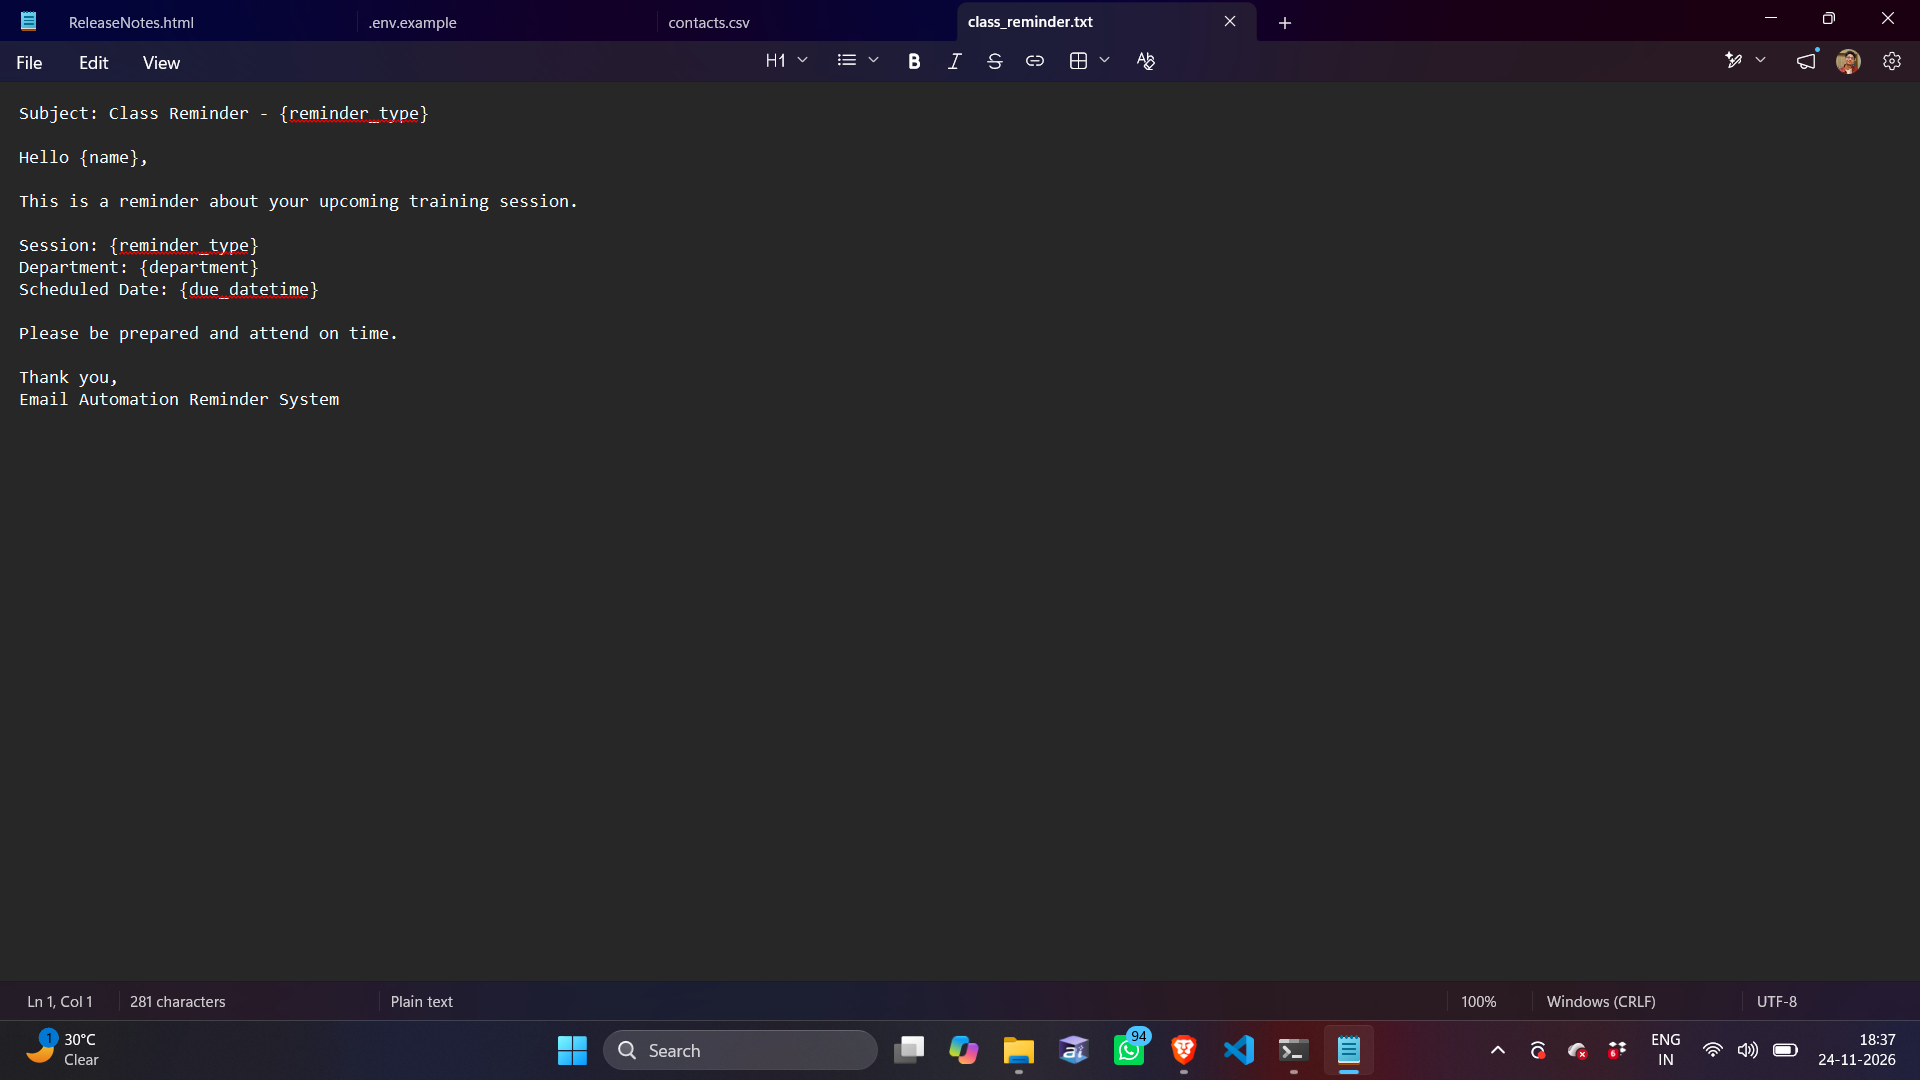 ReleaseNotes.html
.env.example
contacts.csv
class_reminder.txt
File Edit View
H1
B I S
Subject: Class Reminder - {reminder_type}
Hello {name},
This is a reminder about your upcoming training session.
Session: {reminder_type}
Department: {department}
Scheduled Date: {due_datetime}
Please be prepared and attend on time.
Thank you,
Email Automation Reminder System
Ln 1, Col 1
281 characters
Plain text
100%
Windows (CRLF)
UTF-8
1
30°C
Clear
Search
ai
94
6
ENG
IN
18:37
24-11-2026